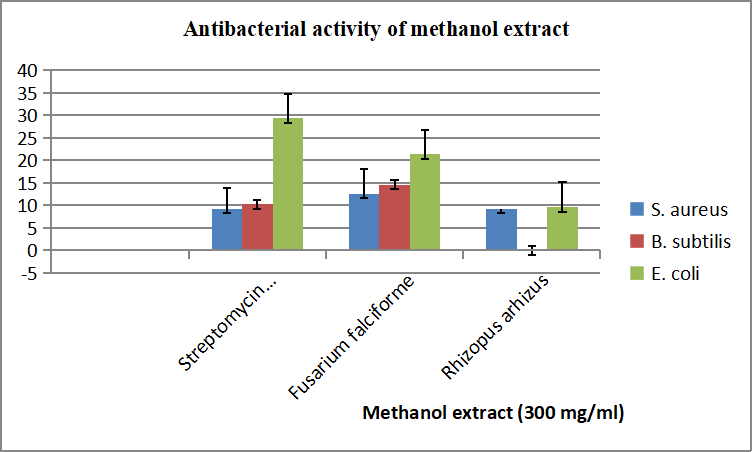 Antibacterial activity of methanol extract
40
35
30
25
20
15
10
5
0
-5
Streptomycin...
Fusarium falciforme
Rhizopus arhizus
Methanol extract (300 mg/ml)
S. aureus
B. subtilis
E. coli